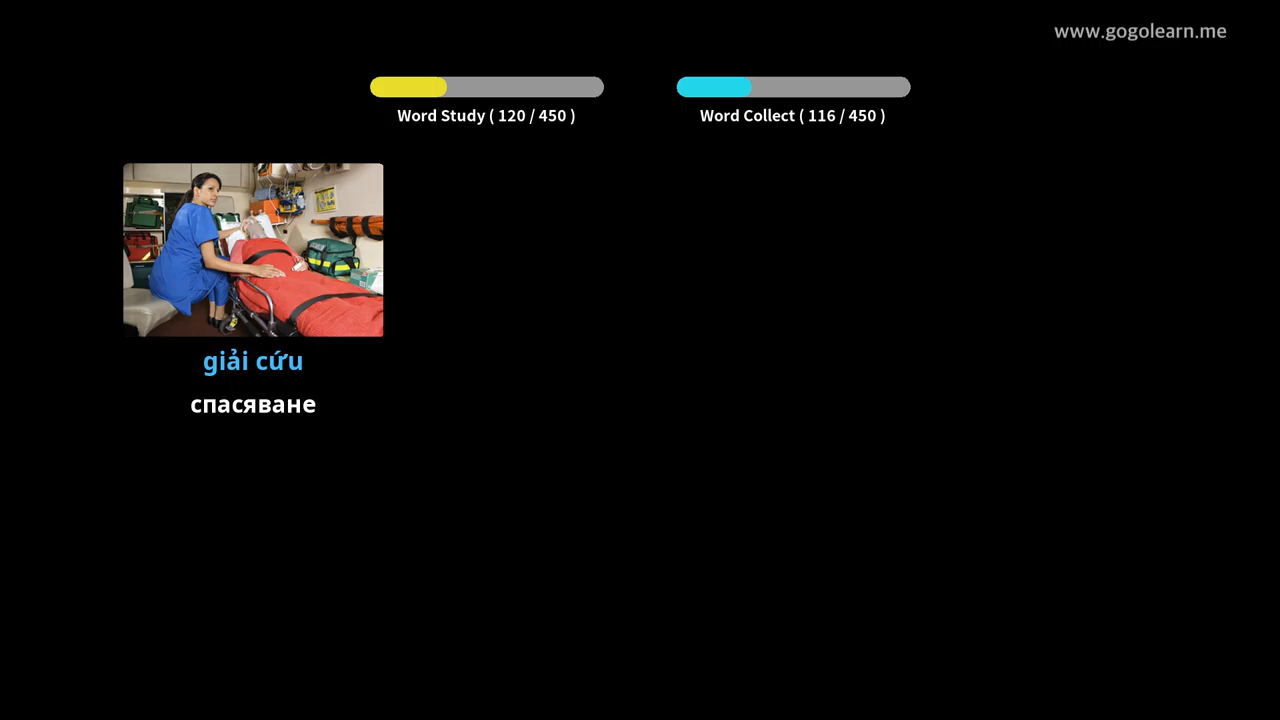 www.gogolearn.me
Word Study ( 120 / 450 )
Word Collect ( 116 / 450 )
giải cứu
спасяване